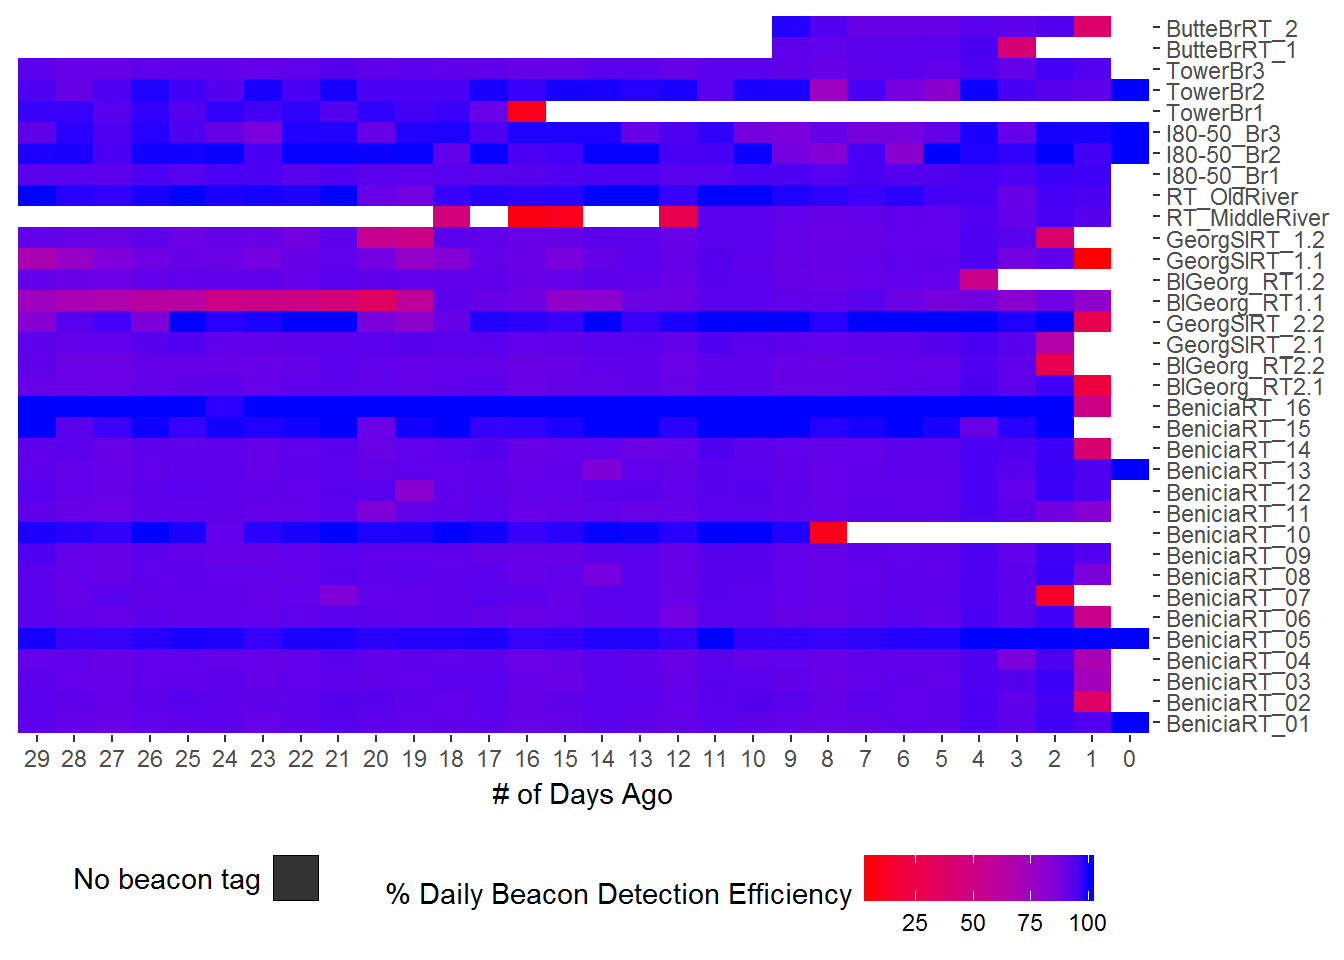 ButteBrRT_2
ButteBrRT_1
TowerBr3
TowerBr2
TowerBr1
I80-50_Br3
I80-50_Br2
I80-50_Br1
RT_OldRiver
RT_MiddleRiver
GeorgSlRT_1.2
GeorgSlRT_1.1
BlGeorg_RT1.2
BlGeorg_RT1.1
GeorgSlRT_2.2
GeorgSlRT_2.1
BlGeorg_RT2.2
BlGeorg_RT2.1
BeniciaRT_16
BeniciaRT_15
BeniciaRT_14
BeniciaRT_13
BeniciaRT_12
BeniciaRT_11
BeniciaRT_10
BeniciaRT_09
BeniciaRT_08
BeniciaRT_07
BeniciaRT_06
BeniciaRT_05
BeniciaRT_04
BeniciaRT_03
BeniciaRT_02
BeniciaRT_01
29 28 27 26 25 24 23 22 21 20 19 18 17 16 15 14 13 12 11 10 9 8 7 6 5 4 3 2 1 0
# of Days Ago
No beacon tag
% Daily Beacon Detection Efficiency
25 50 75 100